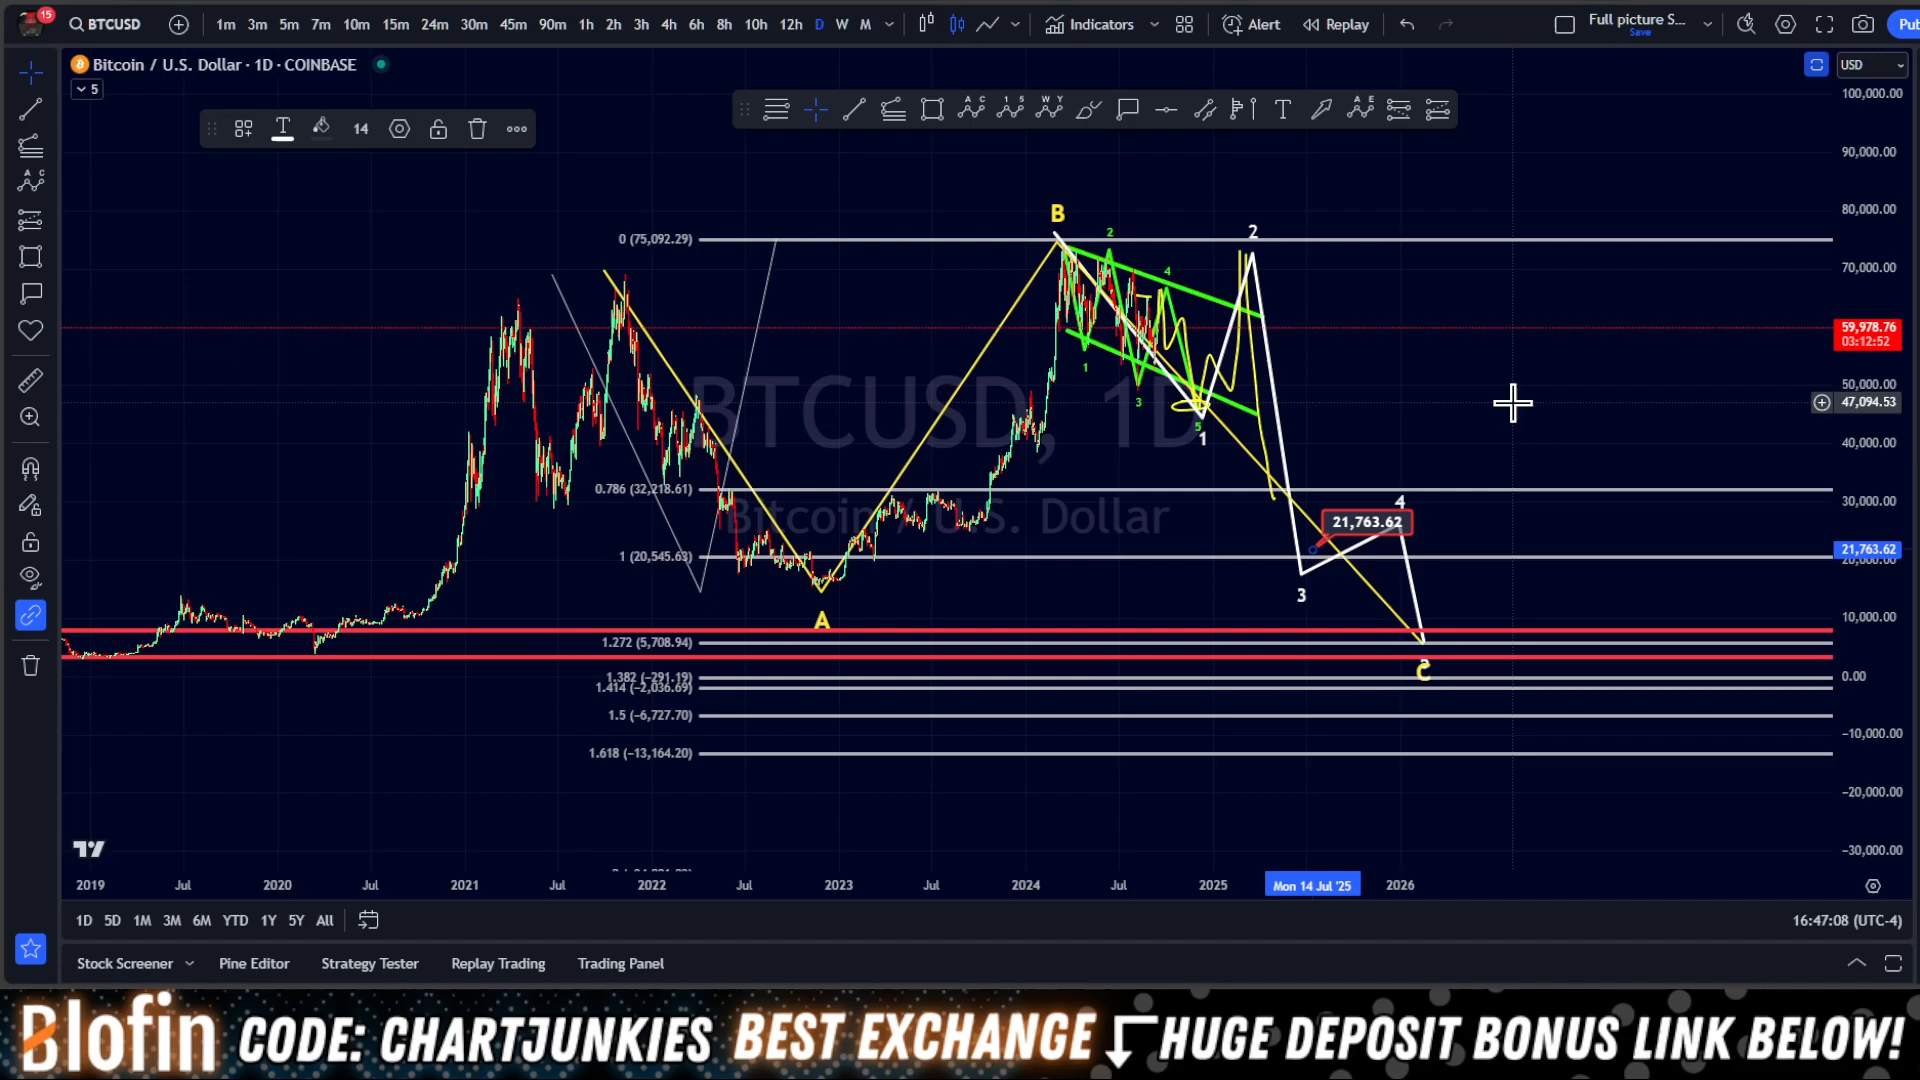 15
BTCUSD
1m 3m 5m 7m 10m 15m 24m 30m 45m 90m 1h 2h 3h 4h 6h 8h 10h 12h D W M
Indicators
Alert
Replay
Full picture S...
Save
Bitcoin / U.S. Dollar · 1D · COINBASE
5
14
USD
100,000.00
90,000.00
80,000.00
70,000.00
59,978.76
03:12:52
50,000.00
47,094.53
40,000.00
30,000.00
21,763.62
20,000.00
10,000.00
0.00
−10,000.00
−20,000.00
−30,000.00
BTCUSD, 1D
Bitcoin / U.S. Dollar
0 (75,092.29)
0.786 (32,218.61)
1 (20,545.63)
1.272 (5,708.94)
1.382 (−291.19)
1.414 (−2,036.69)
1.5 (−6,727.70)
1.618 (−13,164.20)
B
2
2
4
1
3
5
1
4
21,763.62
3
A
C
2019 Jul 2020 Jul 2021 Jul 2022 Jul 2023 Jul 2024 Jul 2025 Mon 14 Jul '25 2026
1D 5D 1M 3M 6M YTD 1Y 5Y All
16:47:08 (UTC-4)
Stock Screener Pine Editor Strategy Tester Replay Trading Trading Panel
Blofin CODE: CHARTJUNKIES BEST EXCHANGE HUGE DEPOSIT BONUS LINK BELOW!